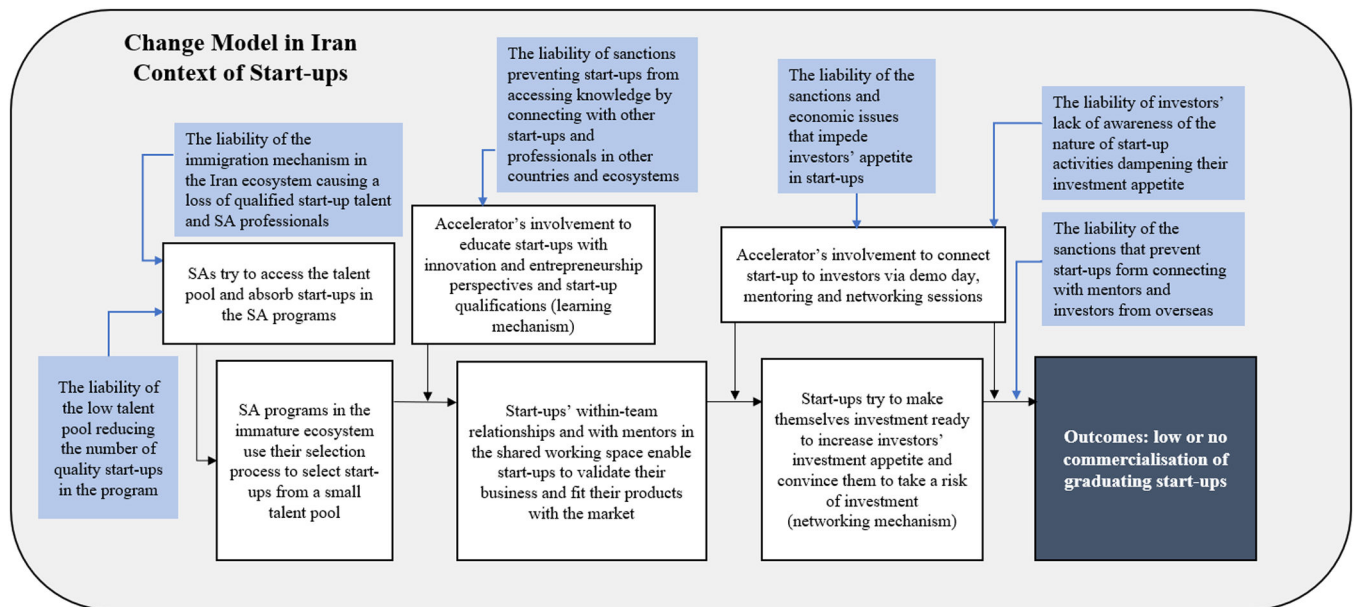 Change Model in Iran
Context of Start-ups
The liability of the
immigration mechanism in
the Iran ecosystem causing a
loss of qualified start-up talent
and SA professionals
The liability of sanctions
preventing start-ups from
accessing knowledge by
connecting with other
start-ups and
professionals in other
countries and ecosystems
The liability of the
sanctions and
economic issues
that impede
investors’ appetite
in start-ups
The liability of investors’
lack of awareness of the
nature of start-up
activities dampening their
investment appetite
The liability of the
sanctions that prevent
start-ups form connecting
with mentors and
investors from overseas
SAs try to access the talent
pool and absorb start-ups in
the SA programs
Accelerator’s involvement to
educate start-ups with
innovation and entrepreneurship
perspectives and start-up
qualifications (learning
mechanism)
Accelerator’s involvement to connect
start-up to investors via demo day,
mentoring and networking sessions
The liability of
the low talent
pool reducing
the number of
quality start-ups
in the program
SA programs in the
immature ecosystem
use their selection
process to select start-
ups from a small
talent pool
Start-ups’ within-team
relationships and with mentors in
the shared working space enable
start-ups to validate their
business and fit their products
with the market
Start-ups try to make
themselves investment ready
to increase investors’
investment appetite and
convince them to take a risk
of investment
(networking mechanism)
Outcomes: low or no
commercialisation of
graduating start-ups